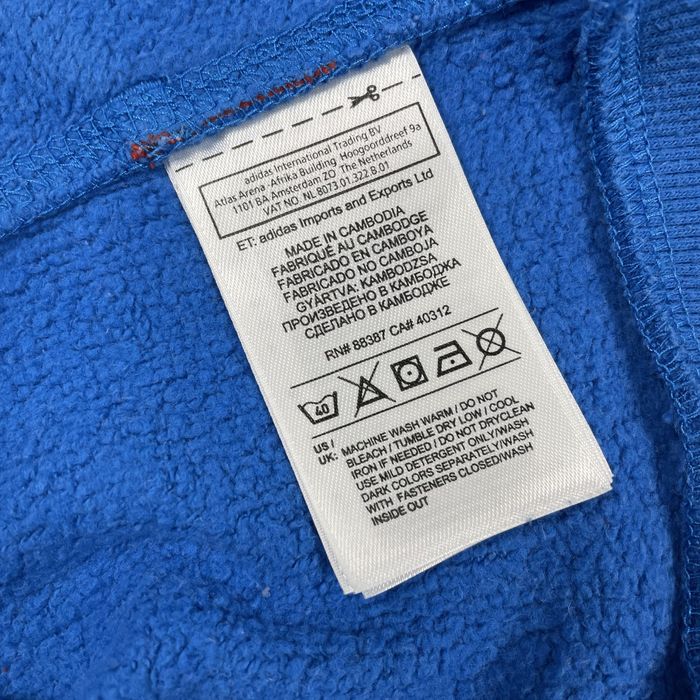 adidas International Trading BV
Atlas Arena -Afrika Building Hoogoorddreef 9a
1101 BA Amsterdam ZO The Netherlands
VAT NO. NL 8073.01.322.B.01
ET: adidas Imports and Exports Ltd
MADE IN CAMBODIA
FABRIQUÉ AU CAMBODGE
FABRICADO EN CAMBOYA
FABRICADO NO CAMBOJA
GYÁRTVA: KAMBODZSA
ПРОИЗВЕДЕНО В КАМБОДЖА
СДЕЛАНО В КАМБОДЖЕ
RN# 88387 CA# 40312
40
US / UK: MACHINE WASH WARM / DO NOT
BLEACH / TUMBLE DRY LOW / COOL
IRON IF NEEDED / DO NOT DRYCLEAN
USE MILD DETERGENT ONLY/WASH
DARK COLORS SEPARATELY/WASH
WITH FASTENERS CLOSED/WASH
INSIDE OUT